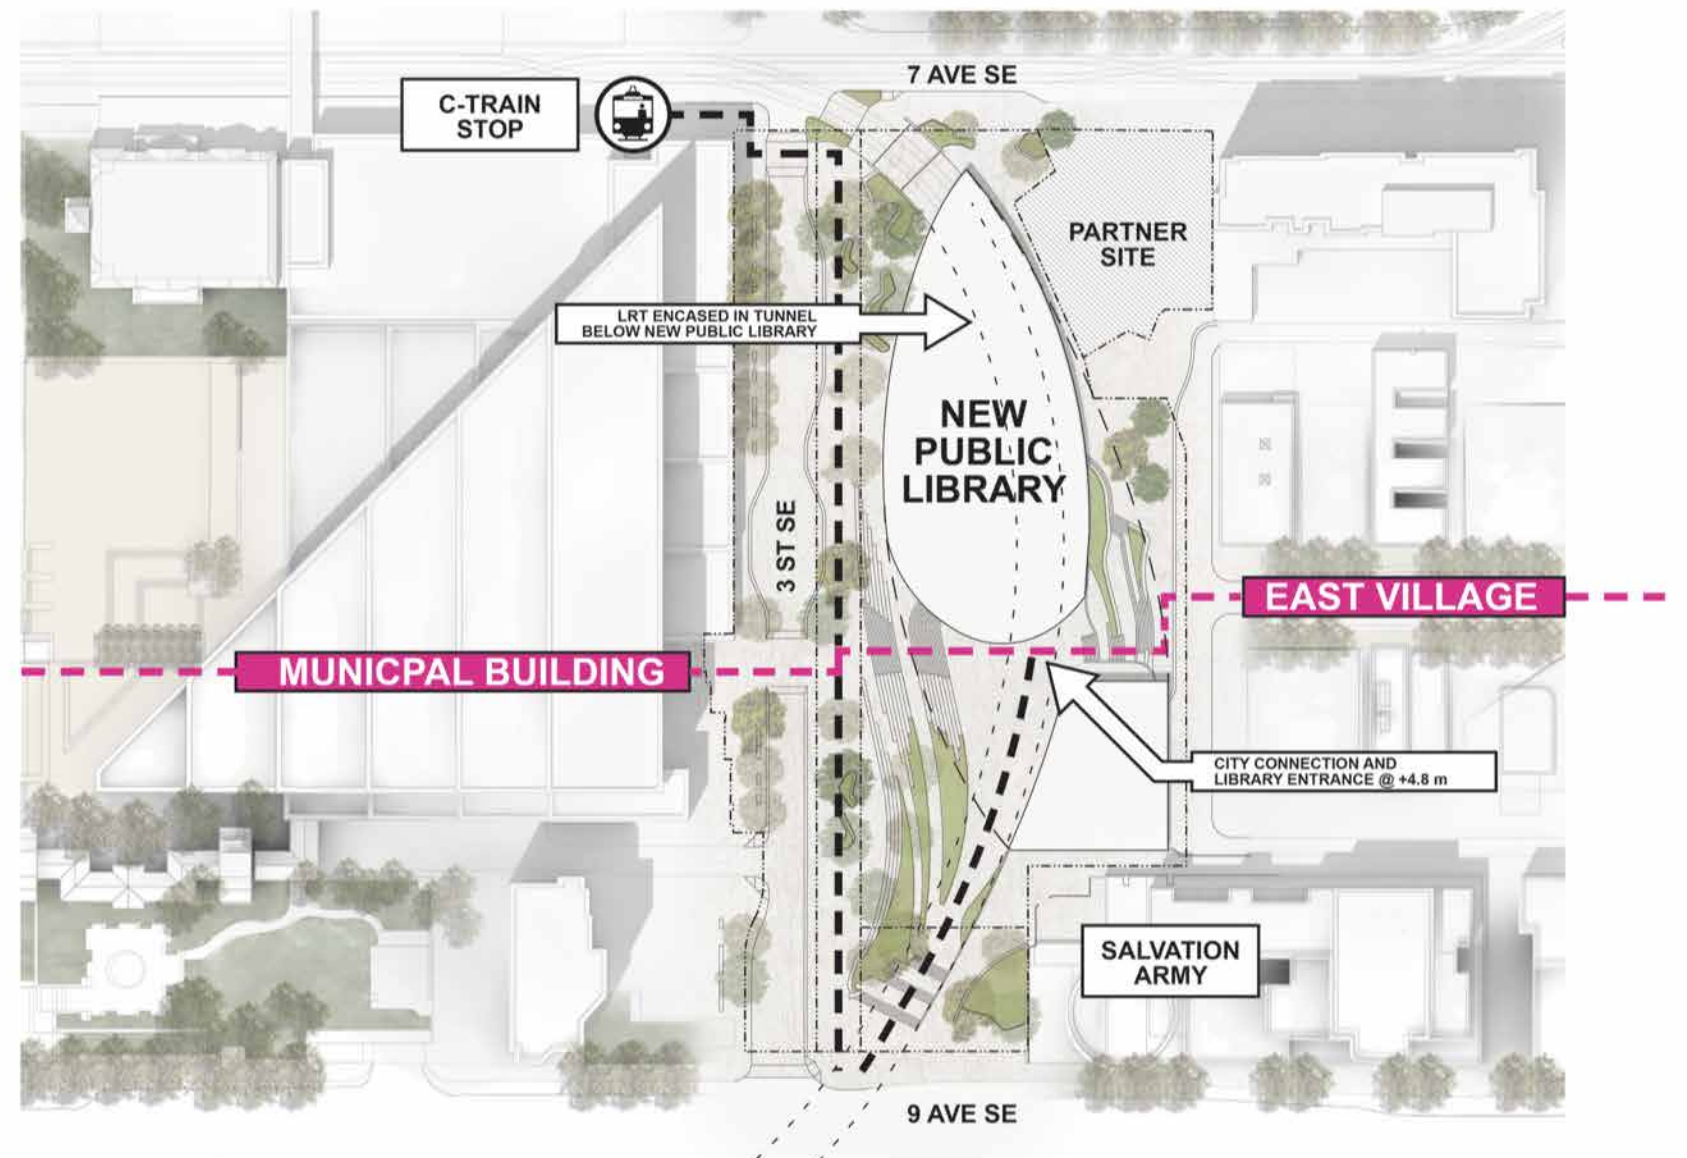 7 AVE SE
C-TRAIN
STOP
PARTNER
SITE
LRT ENCASED IN TUNNEL
BELOW NEW PUBLIC LIBRARY
NEW
PUBLIC
LIBRARY
3 ST SE
EAST VILLAGE
MUNICPAL BUILDING
CITY CONNECTION AND
LIBRARY ENTRANCE @ +4.8 m
SALVATION
ARMY
9 AVE SE